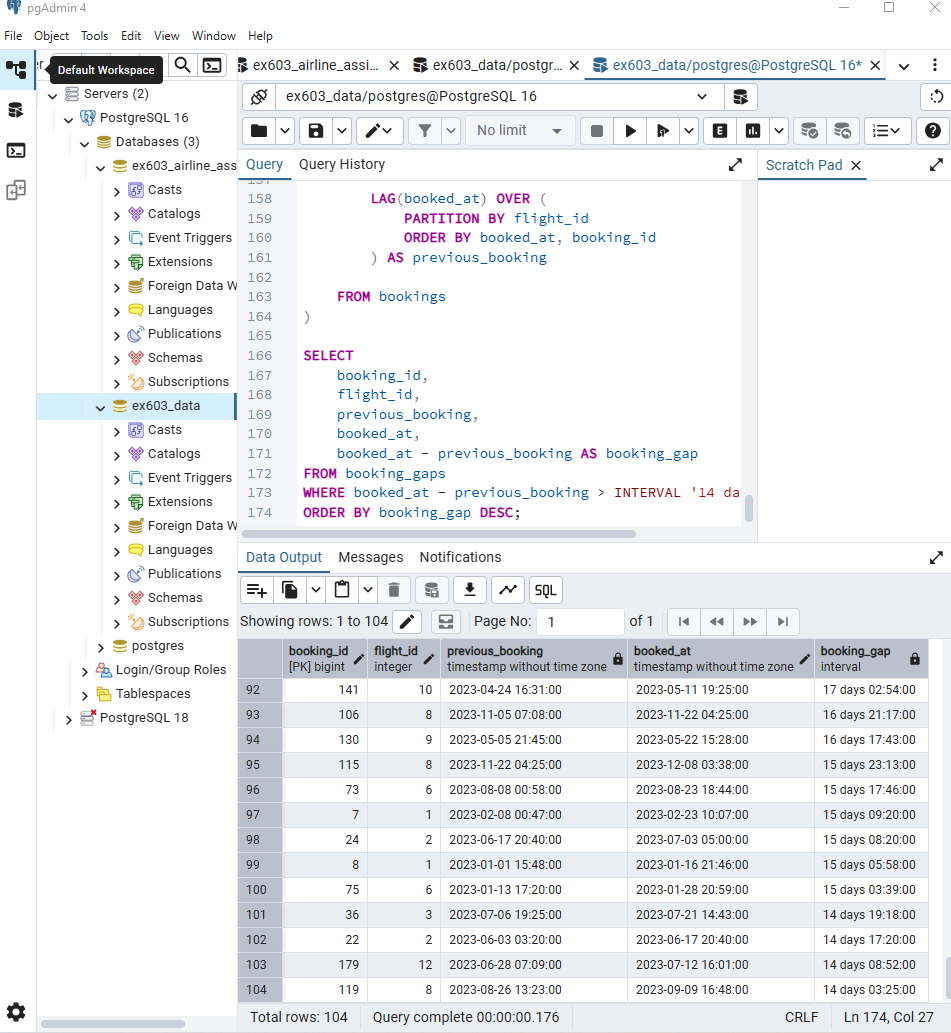 pgAdmin 4
File Object Tools Edit View Window Help
er
Default Workspace
ex603_airline_assi... ex603_data/postgr... ex603_data/postgres@PostgreSQL 16*
Servers (2)
PostgreSQL 16
Databases (3)
ex603_airline_ass
Casts
Catalogs
Event Triggers
Extensions
Foreign Data W
Languages
Publications
Schemas
Subscriptions
ex603_data
Casts
Catalogs
Event Triggers
Extensions
Foreign Data W
Languages
Publications
Schemas
Subscriptions
postgres
Login/Group Roles
Tablespaces
PostgreSQL 18
ex603_data/postgres@PostgreSQL 16
No limit
E
Query Query History
Scratch Pad
157
158 LAG(booked_at) OVER (
159 PARTITION BY flight_id
160 ORDER BY booked_at, booking_id
161 ) AS previous_booking
162
163 FROM bookings
164 )
165
166 SELECT
167 booking_id,
168 flight_id,
169 previous_booking,
170 booked_at,
171 booked_at - previous_booking AS booking_gap
172 FROM booking_gaps
173 WHERE booked_at - previous_booking > INTERVAL '14 da
174 ORDER BY booking_gap DESC;
Data Output Messages Notifications
SQL
Showing rows: 1 to 104 Page No: 1 of 1
booking_id flight_id previous_booking booked_at booking_gap
[PK] bigint integer timestamp without time zone timestamp without time zone interval
92 141 10 2023-04-24 16:31:00 2023-05-11 19:25:00 17 days 02:54:00
93 106 8 2023-11-05 07:08:00 2023-11-22 04:25:00 16 days 21:17:00
94 130 9 2023-05-05 21:45:00 2023-05-22 15:28:00 16 days 17:43:00
95 115 8 2023-11-22 04:25:00 2023-12-08 03:38:00 15 days 23:13:00
96 73 6 2023-08-08 00:58:00 2023-08-23 18:44:00 15 days 17:46:00
97 7 1 2023-02-08 00:47:00 2023-02-23 10:07:00 15 days 09:20:00
98 24 2 2023-06-17 20:40:00 2023-07-03 05:00:00 15 days 08:20:00
99 8 1 2023-01-01 15:48:00 2023-01-16 21:46:00 15 days 05:58:00
100 75 6 2023-01-13 17:20:00 2023-01-28 20:59:00 15 days 03:39:00
101 36 3 2023-07-06 19:25:00 2023-07-21 14:43:00 14 days 19:18:00
102 22 2 2023-06-03 03:20:00 2023-06-17 20:40:00 14 days 17:20:00
103 179 12 2023-06-28 07:09:00 2023-07-12 16:01:00 14 days 08:52:00
104 119 8 2023-08-26 13:23:00 2023-09-09 16:48:00 14 days 03:25:00
Total rows: 104 Query complete 00:00:00.176 CRLF Ln 174, Col 27